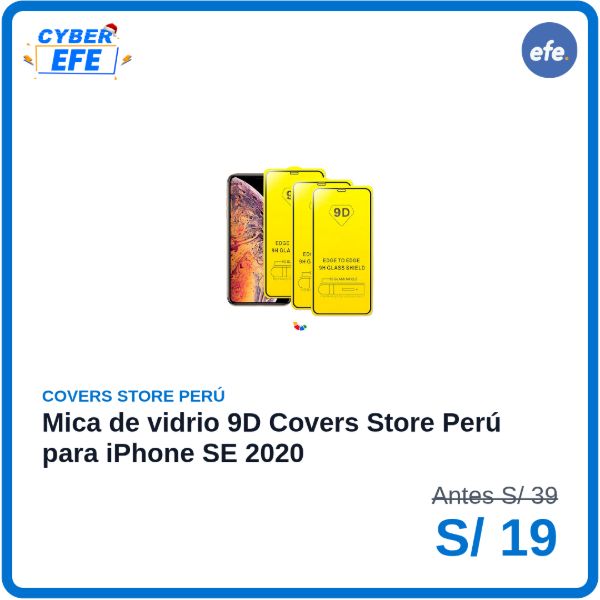 CYBER
EFE
efe.
9D
EDGE TO EDGE
9H GLASS SHIELD
COVERS STORE PERÚ
Mica de vidrio 9D Covers Store Perú
para iPhone SE 2020
Antes S/ 39
S/ 19